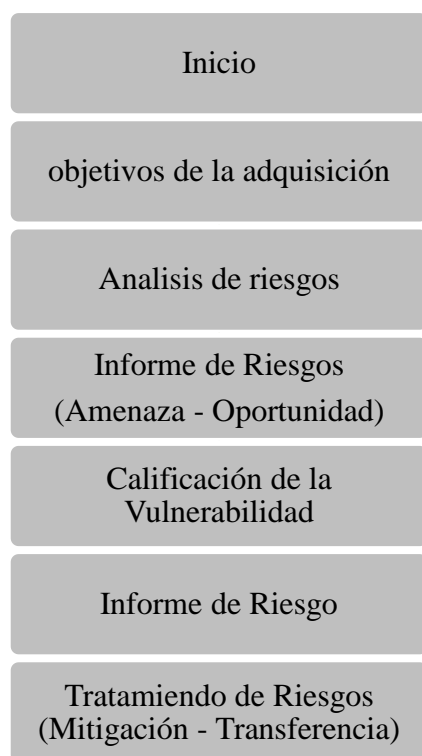 Inicio
objetivos de la adquisición
Analisis de riesgos
Informe de Riesgos
(Amenaza - Oportunidad)
Calificación de la
Vulnerabilidad
Informe de Riesgo
Tratamiendo de Riesgos
(Mitigación - Transferencia)